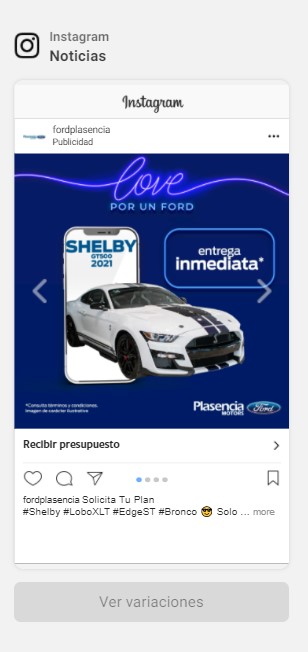 Instagram
Noticias
Instagram
fordplasencia
Publicidad
love
POR UN FORD
SHELBY
GT500
2021
entrega
inmediata*
*Consulta términos y condiciones.
Imagen de carácter ilustrativo
Plasencia Ford
MOTORS
Recibir presupuesto
fordplasencia Solicita Tu Plan
#Shelby #LoboXLT #EdgeST #Bronco 😎 Solo ... more
Ver variaciones